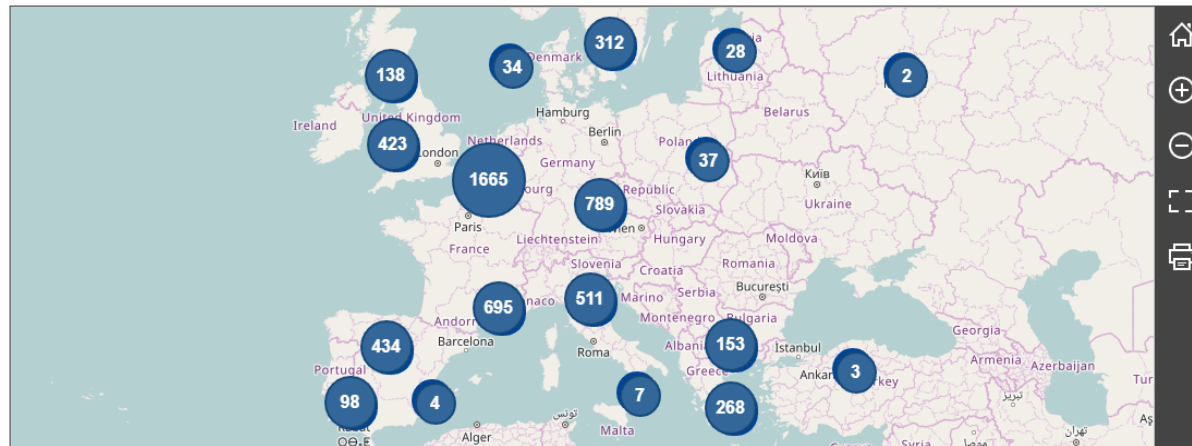 312
28
Denmark
34
2
138
Lithuania
Hamburg
Belarus
United Kingdom
Ireland
Berlin
Netherlands
Poland
423
London
37
Germany
1665
Київ
Republic
789
Ukraine
Slovakia
Paris
Liechtenstein
Hungary
Moldova
France
Slovenia
Romania
Croatia
București
511
Marino
Serbia
695
Montenegro
Bulgaria
Georgia
Barcelona
434
153
Istanbul
Roma
Armenia
Azerbaijan
Portugal
Greece
3
تبريز
98
4
7
268
تونس
Malta
Alger
تهران
Syria